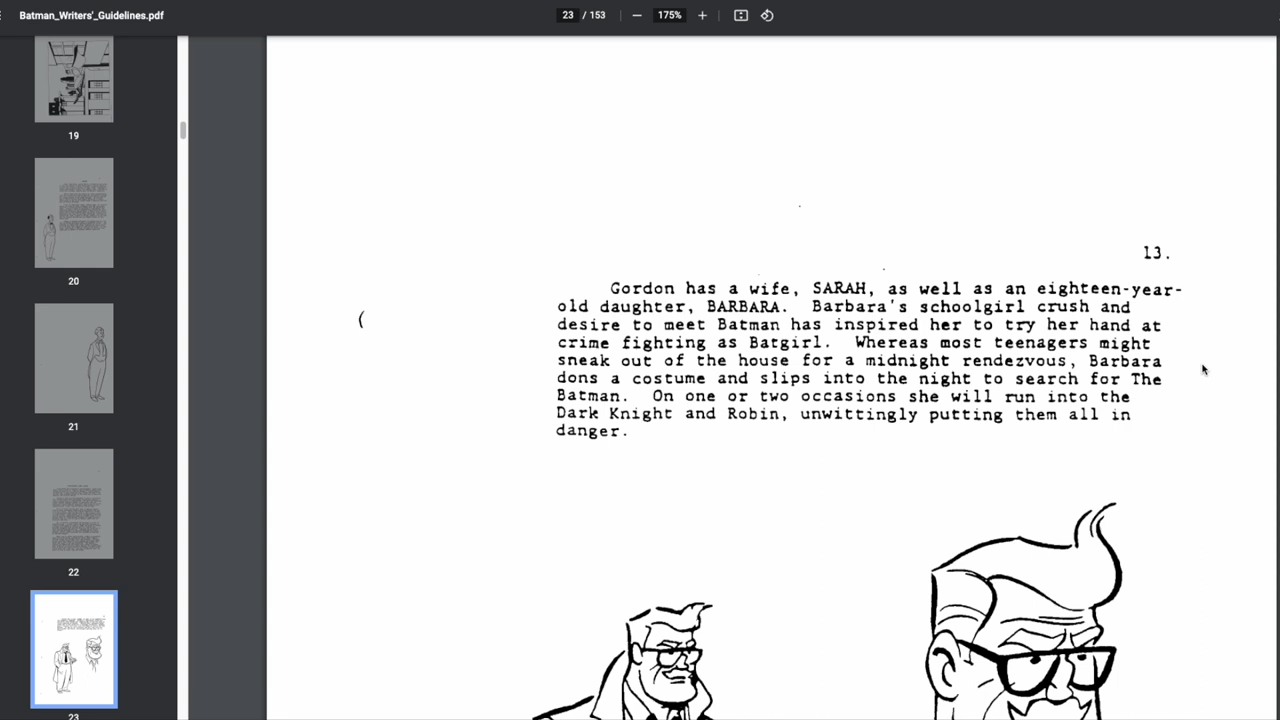 Batman_Writers'_Guidelines.pdf
23 / 153
175%
19
20
21
22
23
13.
Gordon has a wife, SARAH, as well as an eighteen-year-
old daughter, BARBARA. Barbara's schoolgirl crush and
desire to meet Batman has inspired her to try her hand at
crime fighting as Batgirl. Whereas most teenagers might
sneak out of the house for a midnight rendezvous, Barbara
dons a costume and slips into the night to search for The
Batman. On one or two occasions she will run into the
Dark Knight and Robin, unwittingly putting them all in
danger.